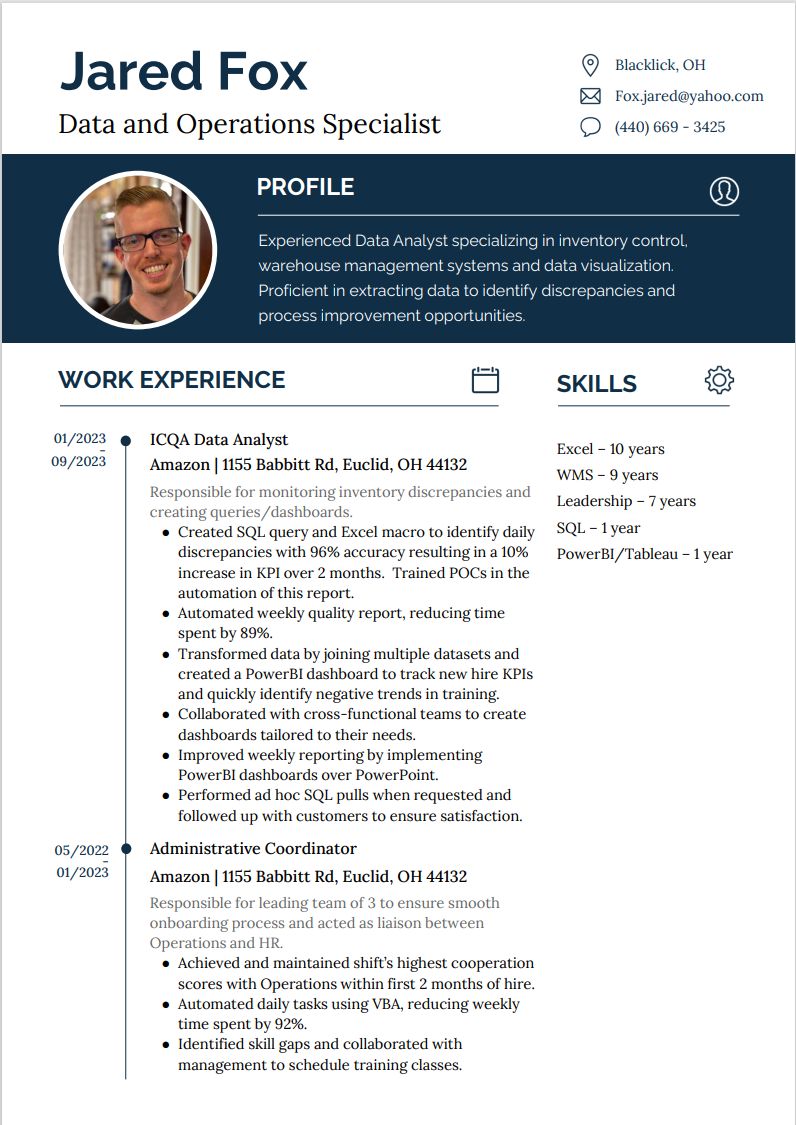 Jared Fox
Data and Operations Specialist
Blacklick, OH
Fox.jared@yahoo.com
(440) 669 - 3425
PROFILE
Experienced Data Analyst specializing in inventory control,
warehouse management systems and data visualization.
Proficient in extracting data to identify discrepancies and
process improvement opportunities.
WORK EXPERIENCE
01/2023
–
09/2023
ICQA Data Analyst
Amazon | 1155 Babbitt Rd, Euclid, OH 44132
Responsible for monitoring inventory discrepancies and
creating queries/dashboards.
● Created SQL query and Excel macro to identify daily
discrepancies with 96% accuracy resulting in a 10%
increase in KPI over 2 months.  Trained POCs in the
automation of this report.
● Automated weekly quality report, reducing time
spent by 89%.
● Transformed data by joining multiple datasets and
created a PowerBI dashboard to track new hire KPIs
and quickly identify negative trends in training.
● Collaborated with cross-functional teams to create
dashboards tailored to their needs.
● Improved weekly reporting by implementing
PowerBI dashboards over PowerPoint.
● Performed ad hoc SQL pulls when requested and
followed up with customers to ensure satisfaction.
05/2022
–
01/2023
Administrative Coordinator
Amazon | 1155 Babbitt Rd, Euclid, OH 44132
Responsible for leading team of 3 to ensure smooth
onboarding process and acted as liaison between
Operations and HR.
● Achieved and maintained shift’s highest cooperation
scores with Operations within first 2 months of hire.
● Automated daily tasks using VBA, reducing weekly
time spent by 92%.
● Identified skill gaps and collaborated with
management to schedule training classes.
SKILLS
Excel – 10 years
WMS – 9 years
Leadership – 7 years
SQL – 1 year
PowerBI/Tableau – 1 year